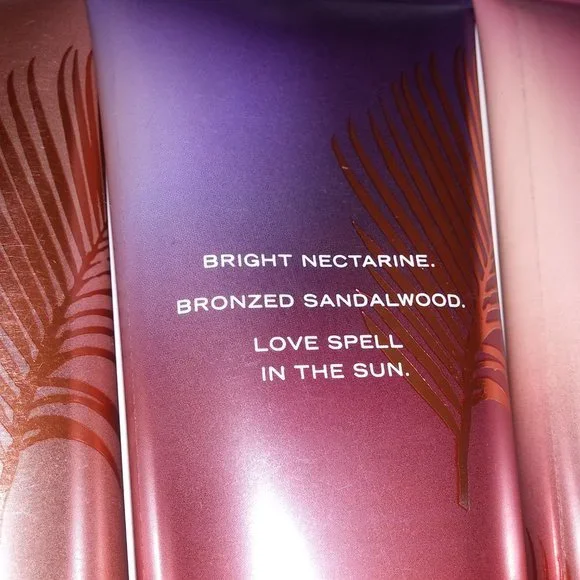 BRIGHT NECTARINE.
BRONZED SANDALWOOD.
LOVE SPELL
IN THE SUN.